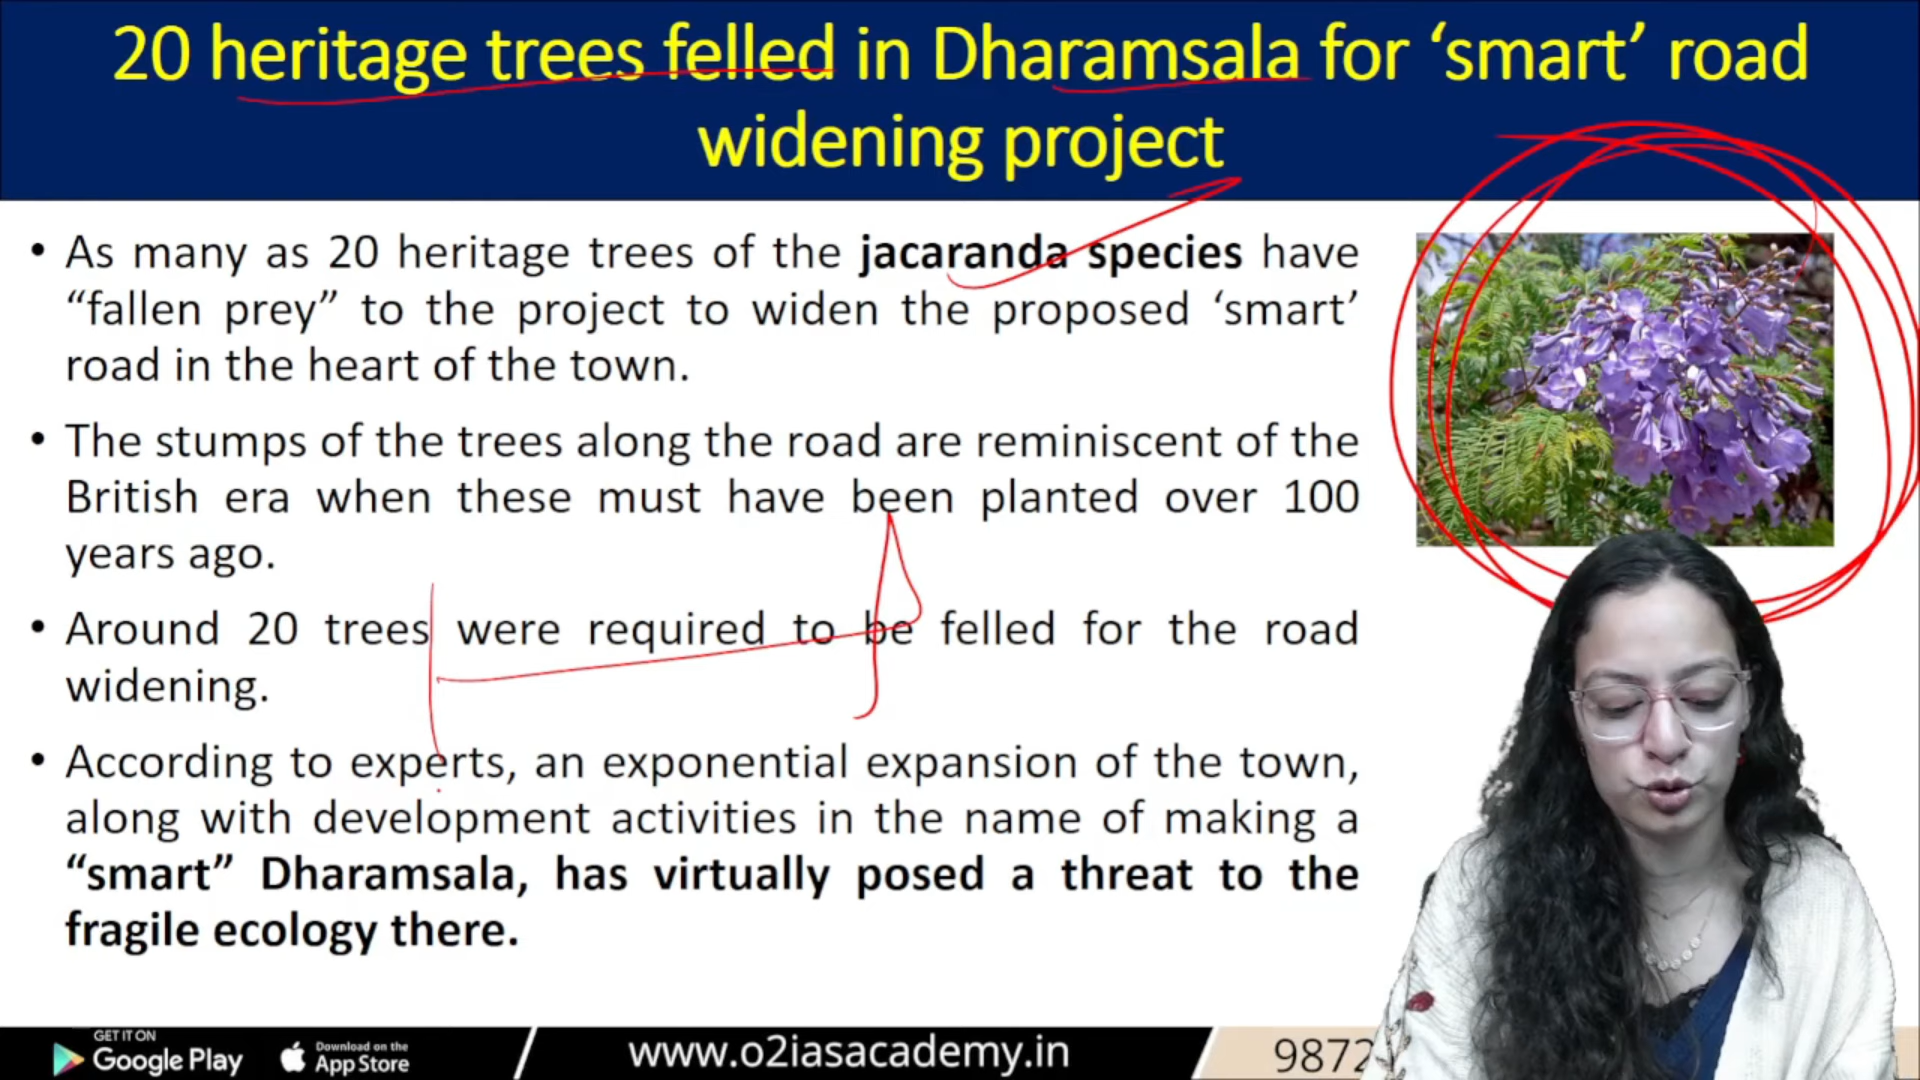 20 heritage trees felled in Dharamsala for ‘smart’ road
widening project
• As many as 20 heritage trees of the jacaranda species have
“fallen prey” to the project to widen the proposed ‘smart’
road in the heart of the town.
• The stumps of the trees along the road are reminiscent of the
British era when these must have been planted over 100
years ago.
• Around 20 trees were required to be felled for the road
widening.
• According to experts, an exponential expansion of the town,
along with development activities in the name of making a
“smart” Dharamsala, has virtually posed a threat to the
fragile ecology there.
GET IT ON
Google Play
Download on the
App Store
www.o2iasacademy.in
9872